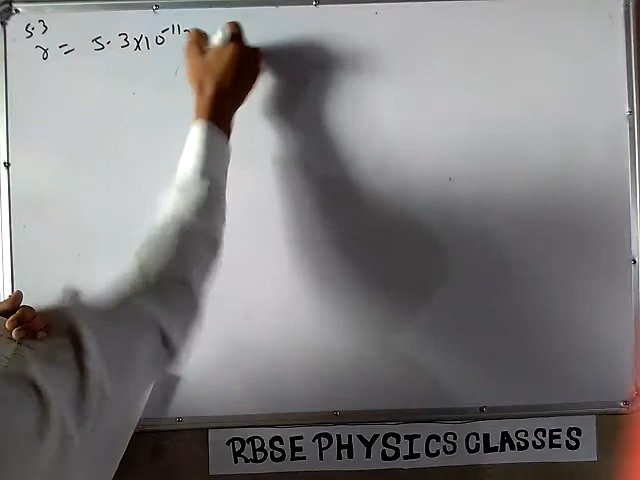 5.3
r = 5.3×10⁻¹¹
RBSE PHYSICS CLASSES